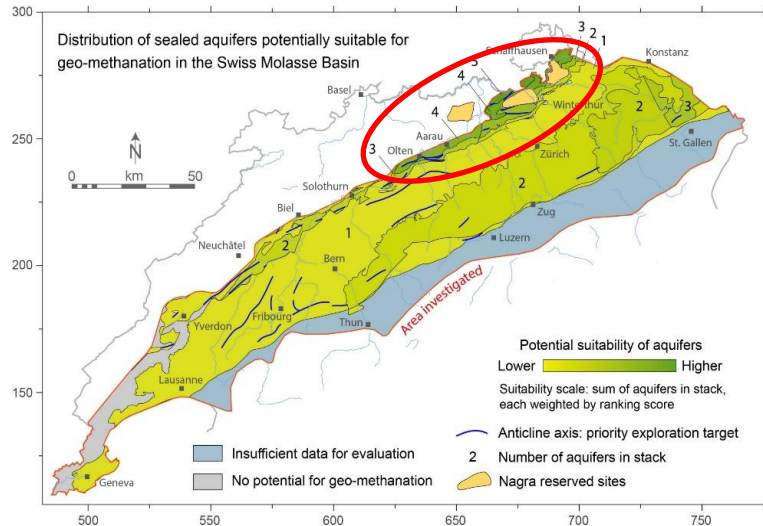 Distribution of sealed aquifers potentially suitable for
geo-methanation in the Swiss Molasse Basin
300
250
200
150
500
550
600
650
700
750
N
0
km
50
Basel
Schaffhausen
3
2
1
Konstanz
5
4
4
3
Winterthur
Aarau
Olten
2
3
St. Gallen
Zürich
Solothurn
Biel
2
Zug
2
Neuchâtel
1
Luzern
Bern
Area investigated
Fribourg
Thun
Yverdon
Lausanne
Geneva
Potential suitability of aquifers
Lower
Higher
Suitability scale: sum of aquifers in stack,
each weighted by ranking score
Anticline axis: priority exploration target
2 Number of aquifers in stack
Nagra reserved sites
Insufficient data for evaluation
No potential for geo-methanation